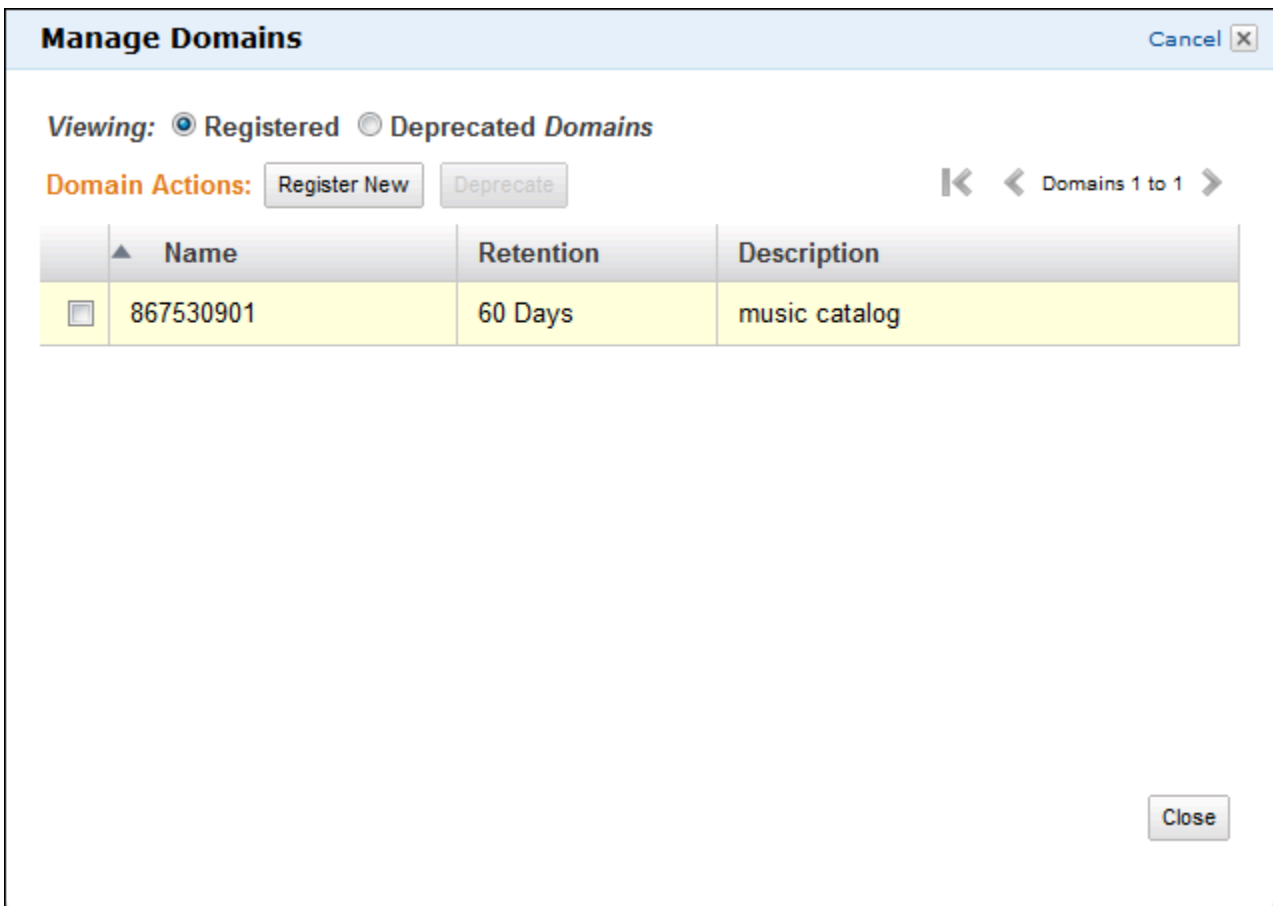 Manage Domains Cancel
Viewing: Registered Deprecated Domains
Domain Actions: Register New Deprecate Domains 1 to 1
Name Retention Description
867530901 60 Days music catalog
Close